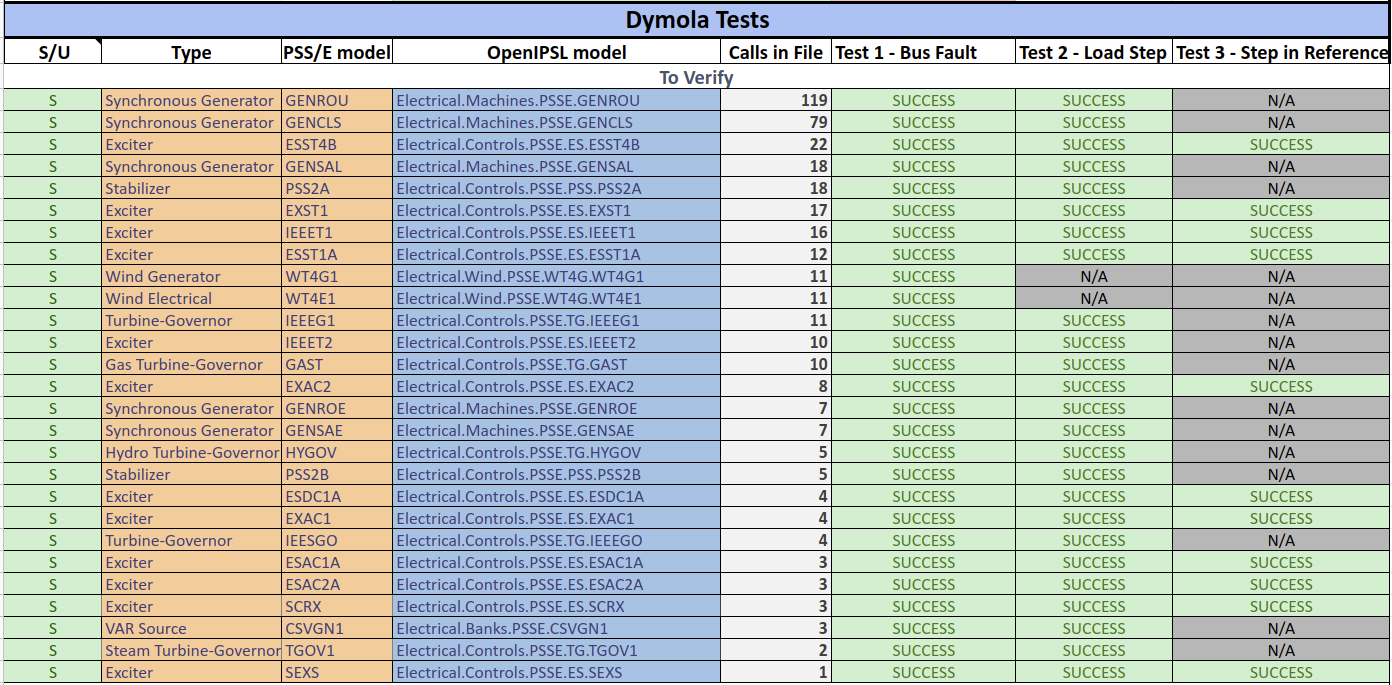 Dymola Tests
S/U Type PSS/E model OpenIPSL model Calls in File Test 1 - Bus Fault Test 2 - Load Step Test 3 - Step in Reference
To Verify
S Synchronous Generator GENROU Electrical.Machines.PSSE.GENROU 119 SUCCESS SUCCESS N/A
S Synchronous Generator GENCLS Electrical.Machines.PSSE.GENCLS 79 SUCCESS SUCCESS N/A
S Exciter ESST4B Electrical.Controls.PSSE.ES.ESST4B 22 SUCCESS SUCCESS SUCCESS
S Synchronous Generator GENSAL Electrical.Machines.PSSE.GENSAL 18 SUCCESS SUCCESS N/A
S Stabilizer PSS2A Electrical.Controls.PSSE.PSS.PSS2A 18 SUCCESS SUCCESS N/A
S Exciter EXST1 Electrical.Controls.PSSE.ES.EXST1 17 SUCCESS SUCCESS SUCCESS
S Exciter IEEET1 Electrical.Controls.PSSE.ES.IEEET1 16 SUCCESS SUCCESS SUCCESS
S Exciter ESST1A Electrical.Controls.PSSE.ES.ESST1A 12 SUCCESS SUCCESS SUCCESS
S Wind Generator WT4G1 Electrical.Wind.PSSE.WT4G.WT4G1 11 SUCCESS N/A N/A
S Wind Electrical WT4E1 Electrical.Wind.PSSE.WT4G.WT4E1 11 SUCCESS N/A N/A
S Turbine-Governor IEEEG1 Electrical.Controls.PSSE.TG.IEEEG1 11 SUCCESS SUCCESS N/A
S Exciter IEEET2 Electrical.Controls.PSSE.ES.IEEET2 10 SUCCESS SUCCESS N/A
S Gas Turbine-Governor GAST Electrical.Controls.PSSE.TG.GAST 10 SUCCESS SUCCESS N/A
S Exciter EXAC2 Electrical.Controls.PSSE.ES.EXAC2 8 SUCCESS SUCCESS SUCCESS
S Synchronous Generator GENROE Electrical.Machines.PSSE.GENROE 7 SUCCESS SUCCESS N/A
S Synchronous Generator GENSAE Electrical.Machines.PSSE.GENSAE 7 SUCCESS SUCCESS N/A
S Hydro Turbine-Governor HYGOV Electrical.Controls.PSSE.TG.HYGOV 5 SUCCESS SUCCESS N/A
S Stabilizer PSS2B Electrical.Controls.PSSE.PSS.PSS2B 5 SUCCESS SUCCESS N/A
S Exciter ESDC1A Electrical.Controls.PSSE.ES.ESDC1A 4 SUCCESS SUCCESS SUCCESS
S Exciter EXAC1 Electrical.Controls.PSSE.ES.EXAC1 4 SUCCESS SUCCESS SUCCESS
S Turbine-Governor IEESGO Electrical.Controls.PSSE.TG.IEEEGO 4 SUCCESS SUCCESS N/A
S Exciter ESAC1A Electrical.Controls.PSSE.ES.ESAC1A 3 SUCCESS SUCCESS SUCCESS
S Exciter ESAC2A Electrical.Controls.PSSE.ES.ESAC2A 3 SUCCESS SUCCESS SUCCESS
S Exciter SCRX Electrical.Controls.PSSE.ES.SCRX 3 SUCCESS SUCCESS SUCCESS
S VAR Source CSVGN1 Electrical.Banks.PSSE.CSVGN1 3 SUCCESS SUCCESS N/A
S Steam Turbine-Governor TGOV1 Electrical.Controls.PSSE.TG.TGOV1 2 SUCCESS SUCCESS N/A
S Exciter SEXS Electrical.Controls.PSSE.ES.SEXS 1 SUCCESS SUCCESS SUCCESS